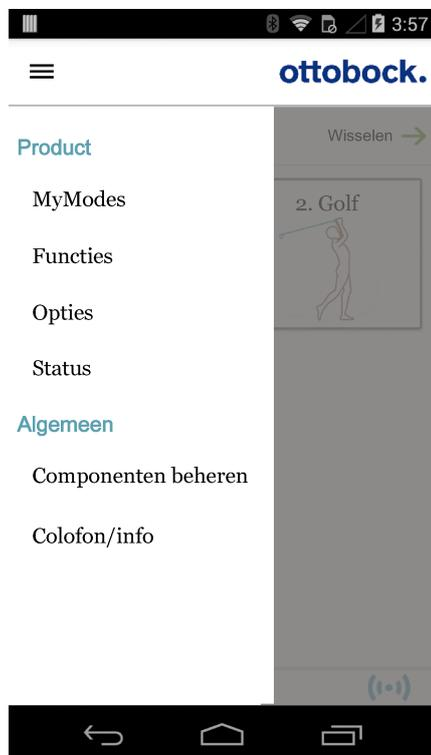 3:57
ottobock.
Product
Wisselen
MyModes
2. Golf
Functies
Opties
Status
Algemeen
Componenten beheren
Colofon/info